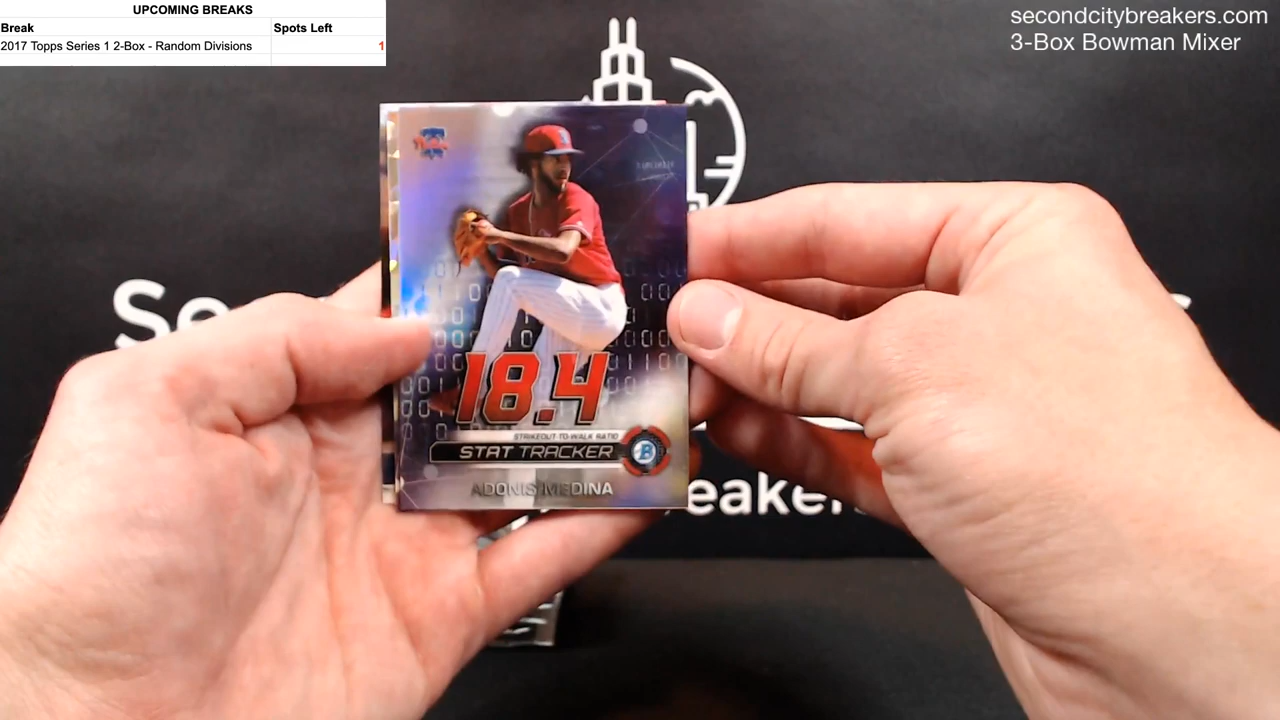 UPCOMING BREAKS
Break Spots Left
2017 Topps Series 1 2-Box - Random Divisions 1
secondcitybreakers.com
3-Box Bowman Mixer
18.4
STRIKEOUT-TO-WALK RATIO
STAT TRACKER
B
ADONIS MEDINA